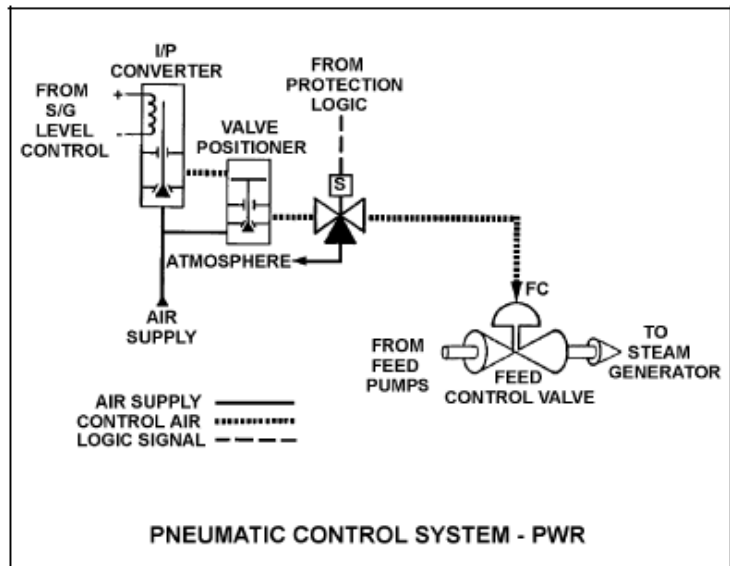 I/P
CONVERTER
FROM
S/G
LEVEL
CONTROL
+
-
VALVE
POSITIONER
FROM
PROTECTION
LOGIC
S
ATMOSPHERE
AIR
SUPPLY
FC
FROM
FEED
PUMPS
FEED
CONTROL VALVE
TO
STEAM
GENERATOR
AIR SUPPLY
CONTROL AIR
LOGIC SIGNAL
PNEUMATIC CONTROL SYSTEM - PWR